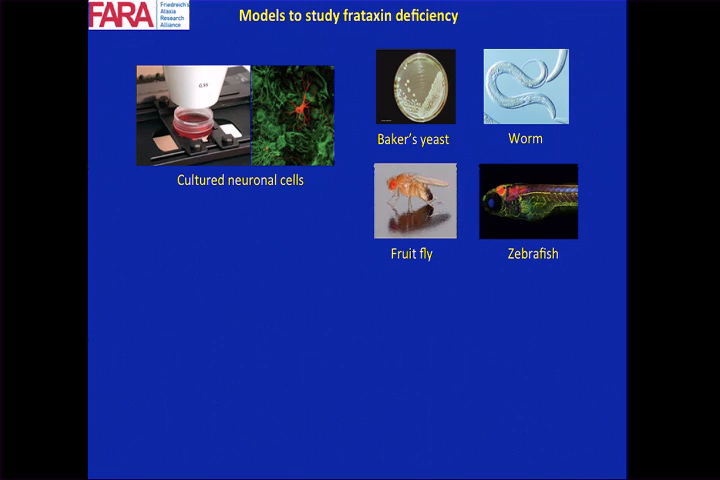 FARA
Friedreich's
Ataxia
Research
Alliance
Models to study frataxin deficiency
Baker's yeast
Worm
Cultured neuronal cells
Fruit fly
Zebrafish